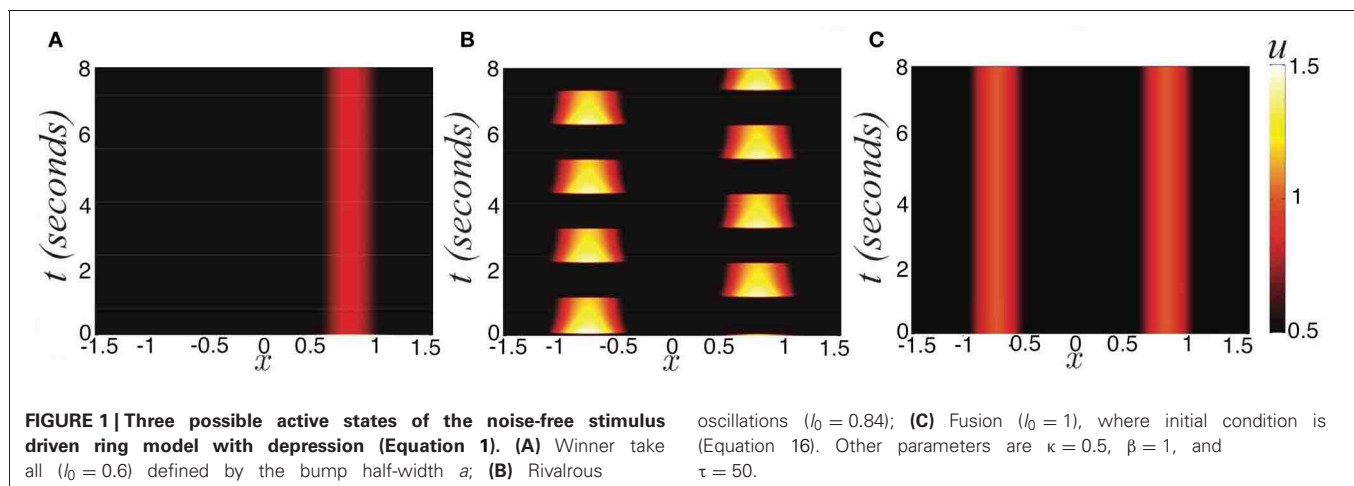 A
B
C
u
8
6
4
2
0
t (seconds)
-1.5 -1 -0.5 0 0.5 1 1.5
x
8
6
4
2
0
t (seconds)
-1.5 -1 -0.5 0 0.5 1 1.5
x
8
6
4
2
0
t (seconds)
-1.5 -1 -0.5 0 0.5 1 1.5
x
1.5
1
0.5
FIGURE 1 | Three possible active states of the noise-free stimulus
driven ring model with depression (Equation 1). (A) Winner take
all (I₀ = 0.6) defined by the bump half-width a; (B) Rivalrous
oscillations (I₀ = 0.84); (C) Fusion (I₀ = 1), where initial condition is
(Equation 16). Other parameters are κ = 0.5, β = 1, and
τ = 50.